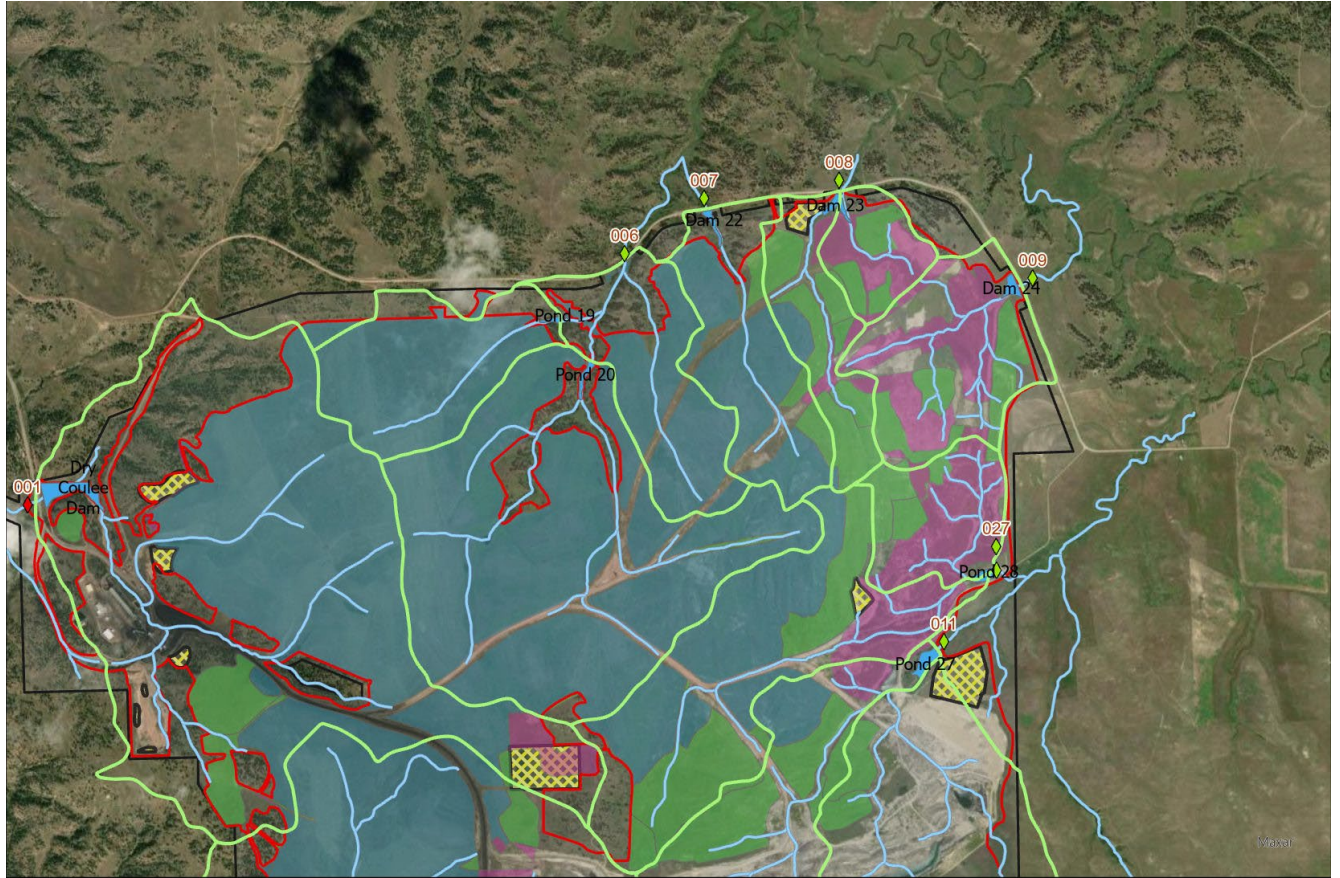 008
007
Dam 23
Dam 22
006
009
Dam 24
Pond 19
Pond 20
Dry
Coulee
Dam
001
027
Pond 28
011
Pond 27
Maxar